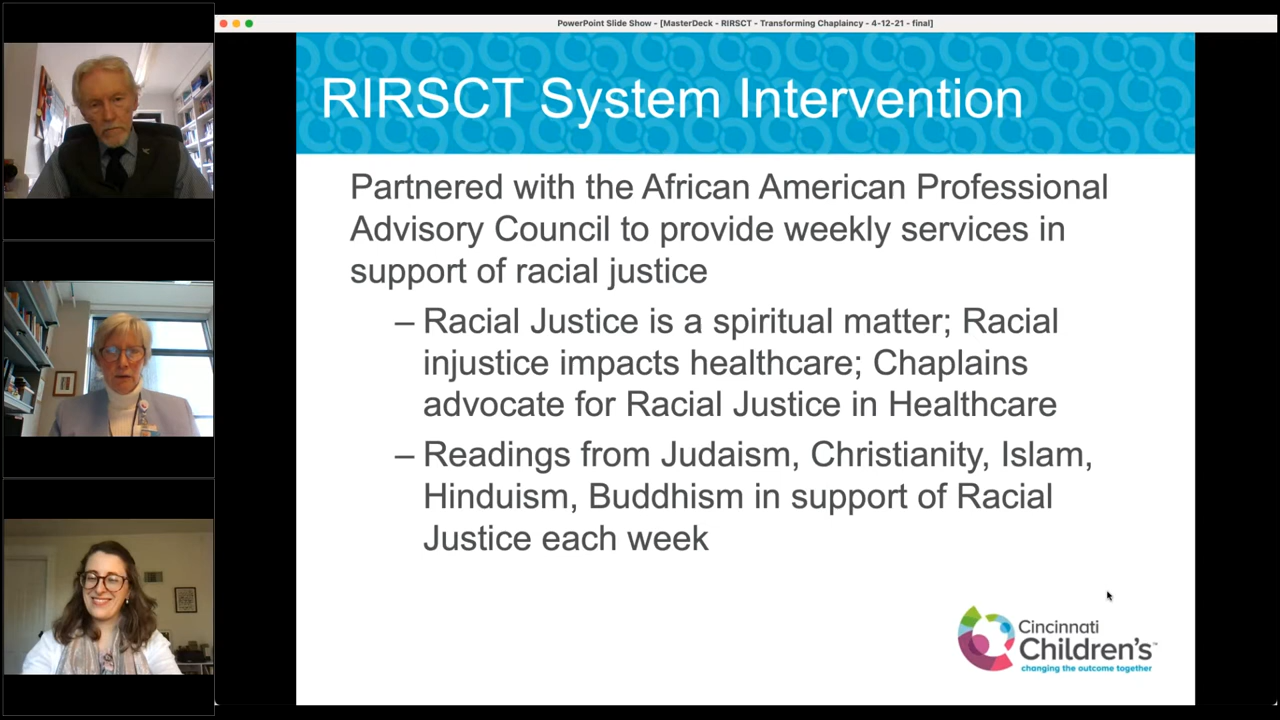 PowerPoint Slide Show - [MasterDeck - RIRSCT - Transforming Chaplaincy - 4-12-21 - final]
RIRSCT System Intervention
Partnered with the African American Professional
Advisory Council to provide weekly services in
support of racial justice
– Racial Justice is a spiritual matter; Racial
injustice impacts healthcare; Chaplains
advocate for Racial Justice in Healthcare
– Readings from Judaism, Christianity, Islam,
Hinduism, Buddhism in support of Racial
Justice each week
Cincinnati
Children's™
changing the outcome together